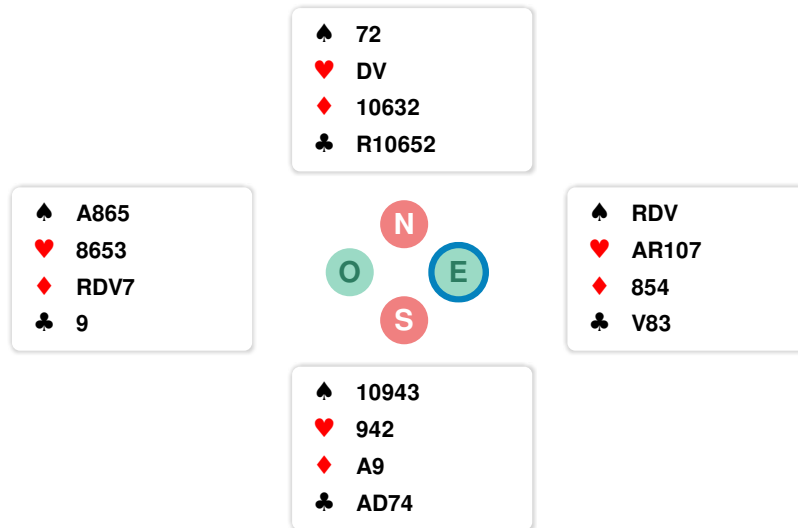 ♠ 72
♥ DV
♦ 10632
♣ R10652
♠ A865
♥ 8653
♦ RDV7
♣ 9
N
O
E
S
♠ RDV
♥ AR107
♦ 854
♣ V83
♠ 10943
♥ 942
♦ A9
♣ AD74